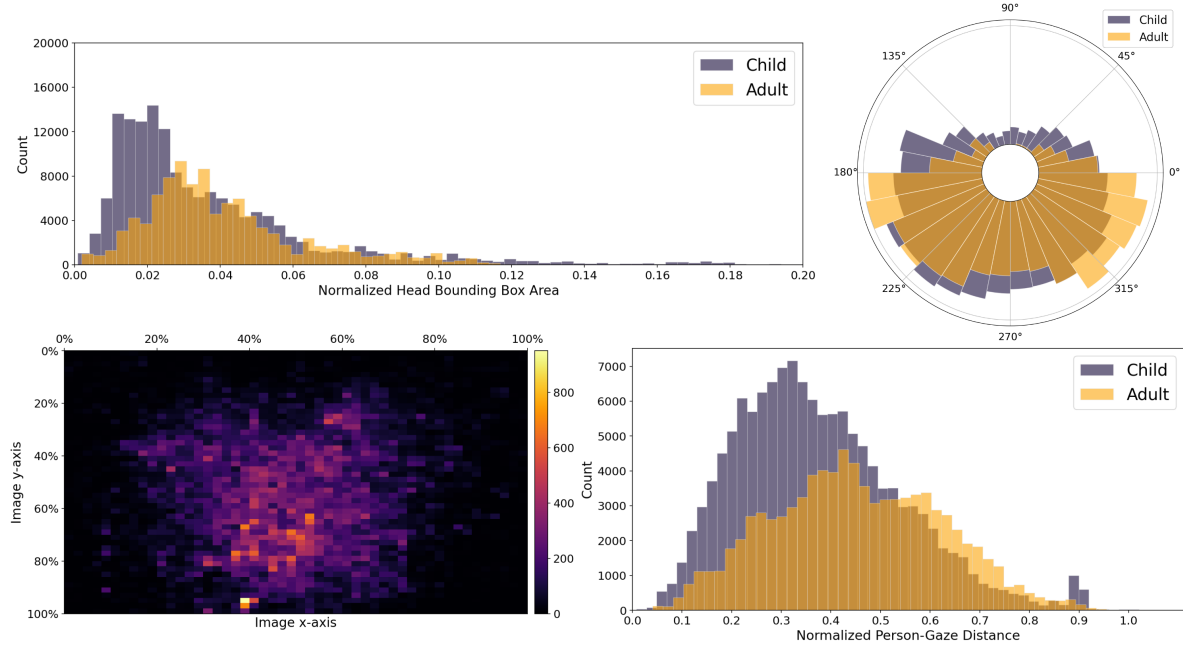 20000
16000
12000
8000
4000
0
Count
0.00 0.02 0.04 0.06 0.08 0.10 0.12 0.14 0.16 0.18 0.20
Normalized Head Bounding Box Area
Child
Adult
90°
Child
Adult
135°
45°
180°
0°
225°
315°
270°
0% 20% 40% 60% 80% 100%
0%
20%
40%
60%
80%
100%
Image y-axis
Image x-axis
800
600
400
200
0
7000
6000
5000
4000
3000
2000
1000
0
Count
Child
Adult
0.0 0.1 0.2 0.3 0.4 0.5 0.6 0.7 0.8 0.9 1.0
Normalized Person-Gaze Distance